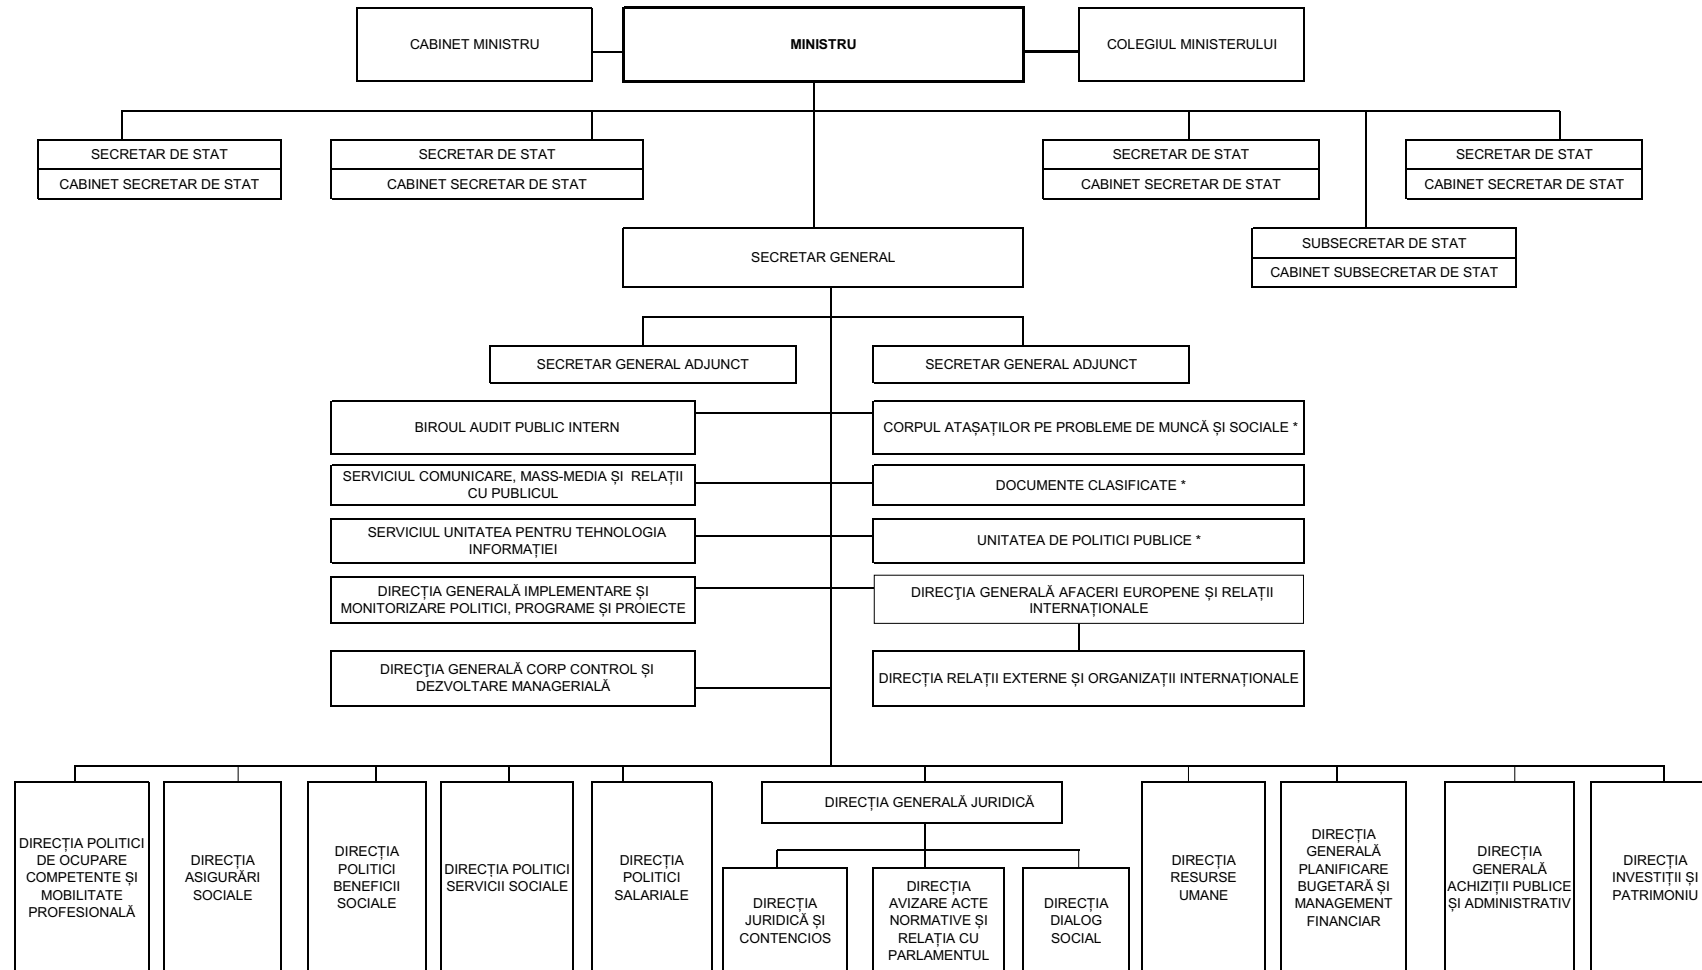 CABINET MINISTRU
MINISTRU
COLEGIUL MINISTERULUI
SECRETAR DE STAT
CABINET SECRETAR DE STAT
SECRETAR DE STAT
CABINET SECRETAR DE STAT
SECRETAR DE STAT
CABINET SECRETAR DE STAT
SECRETAR DE STAT
CABINET SECRETAR DE STAT
SECRETAR GENERAL
SUBSECRETAR DE STAT
CABINET SUBSECRETAR DE STAT
SECRETAR GENERAL ADJUNCT
SECRETAR GENERAL ADJUNCT
BIROUL AUDIT PUBLIC INTERN
CORPUL ATAȘAȚILOR PE PROBLEME DE MUNCĂ ȘI SOCIALE *
SERVICIUL COMUNICARE, MASS-MEDIA ȘI RELAȚII
CU PUBLICUL
DOCUMENTE CLASIFICATE *
SERVICIUL UNITATEA PENTRU TEHNOLOGIA
INFORMAȚIEI
UNITATEA DE POLITICI PUBLICE *
DIRECȚIA GENERALĂ IMPLEMENTARE ȘI
MONITORIZARE POLITICI, PROGRAME ȘI PROIECTE
DIRECŢIA GENERALĂ AFACERI EUROPENE ȘI RELAȚII
INTERNAȚIONALE
DIRECŢIA GENERALĂ CORP CONTROL ȘI
DEZVOLTARE MANAGERIALĂ
DIRECȚIA RELAȚII EXTERNE ȘI ORGANIZAȚII INTERNAȚIONALE
DIRECȚIA POLITICI
DE OCUPARE
COMPETENTE ȘI
MOBILITATE
PROFESIONALĂ
DIRECȚIA
ASIGURĂRI
SOCIALE
DIRECȚIA
POLITICI
BENEFICII
SOCIALE
DIRECȚIA POLITICI
SERVICII SOCIALE
DIRECȚIA
POLITICI
SALARIALE
DIRECȚIA GENERALĂ JURIDICĂ
DIRECȚIA
JURIDICĂ ȘI
CONTENCIOS
DIRECȚIA
AVIZARE ACTE
NORMATIVE ȘI
RELAȚIA CU
PARLAMENTUL
DIRECȚIA
DIALOG
SOCIAL
DIRECȚIA
RESURSE
UMANE
DIRECȚIA
GENERALĂ
PLANIFICARE
BUGETARĂ ȘI
MANAGEMENT
FINANCIAR
DIRECȚIA
GENERALĂ
ACHIZIȚII PUBLICE
ȘI ADMINISTRATIV
DIRECȚIA
INVESTIȚII ȘI
PATRIMONIU